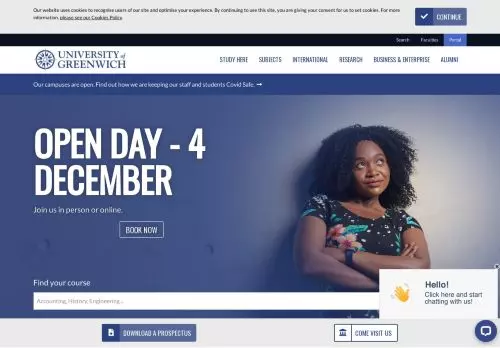 Our website uses cookies to recognise users of our site and optimise your experience. By continuing to use this site, you are giving your consent for us to set cookies. For more
information, please see our Cookies Policy.
CONTINUE
Search Faculties Portal
UNIVERSITY of
GREENWICH
STUDY HERE SUBJECTS INTERNATIONAL RESEARCH BUSINESS & ENTERPRISE ALUMNI
Our campuses are open. Find out how we are keeping our staff and students Covid Safe. →
OPEN DAY - 4
DECEMBER
Join us in person or online.
BOOK NOW
Find your course
Accounting, History, Engineering...
Hello!
Click here and start
chatting with us!
DOWNLOAD A PROSPECTUS
COME VISIT US